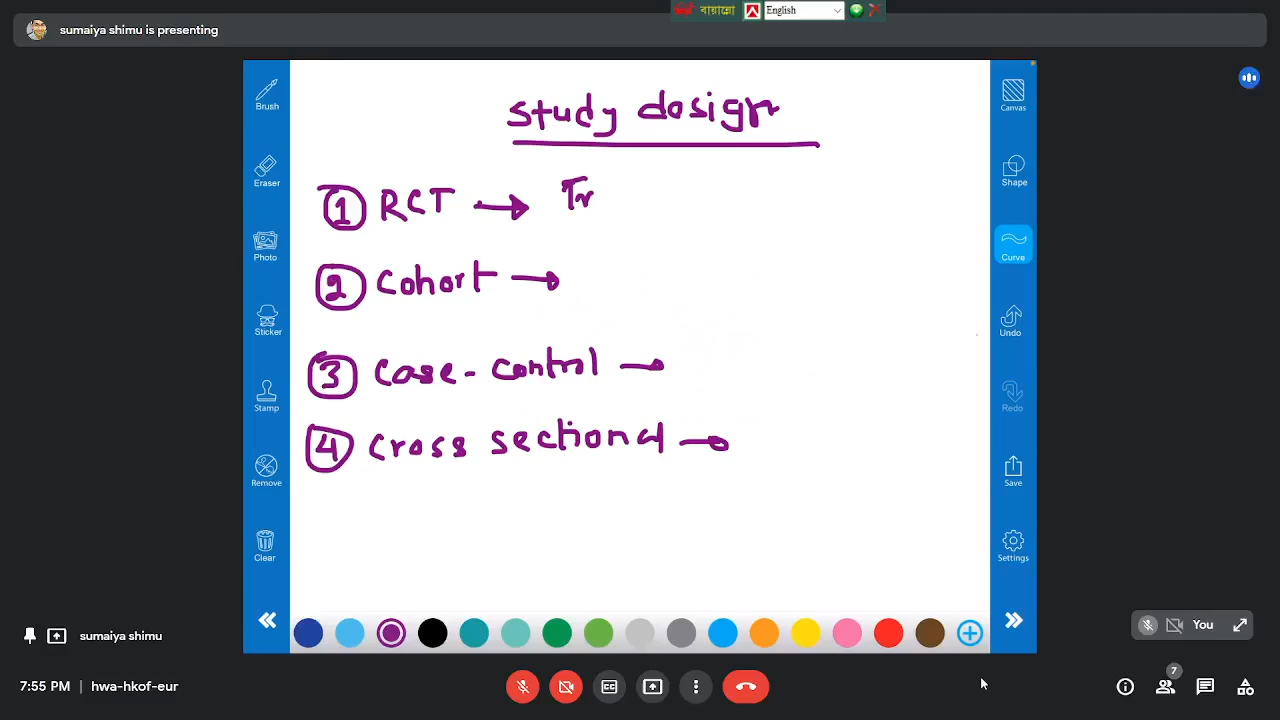 বায়ান্নো
English
sumaiya shimu is presenting
Brush
Eraser
Photo
Sticker
Stamp
Remove
Clear
study design
1 RCT → Tr
2 Cohort →
3 case-control →
4 cross sectional →
Canvas
Shape
Curve
Undo
Redo
Save
Settings
sumaiya shimu
You
7:55 PM | hwa-hkof-eur
7